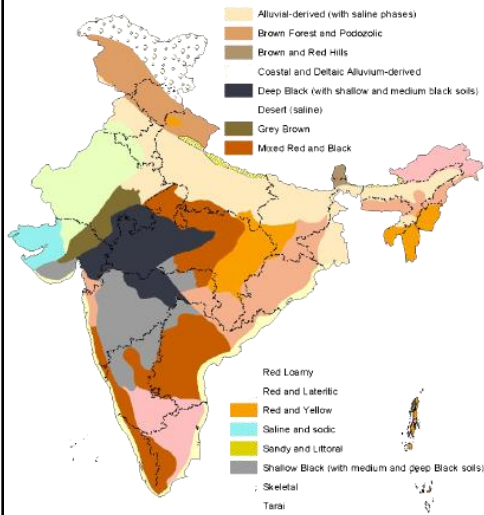 Alluvial-derived (with saline phases)
Brown Forest and Podozolic
Brown and Red Hills
Coastal and Deltaic Alluvium-derived
Deep Black (with shallow and medium black soils)
Desert (saline)
Grey Brown
Mixed Red and Black
Red Loamy
Red and Lateritic
Red and Yellow
Saline and sodic
Sandy and Littoral
Shallow Black (with medium and deep Black soils)
Skeletal
Tarai